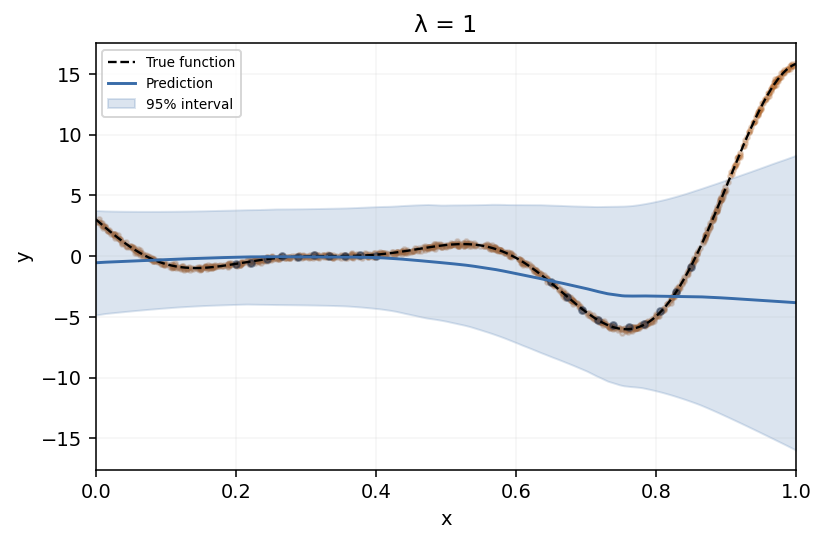 λ = 1
True function
Prediction
95% interval
15
10
5
0
−5
−10
−15
y
0.0 0.2 0.4 0.6 0.8 1.0
x